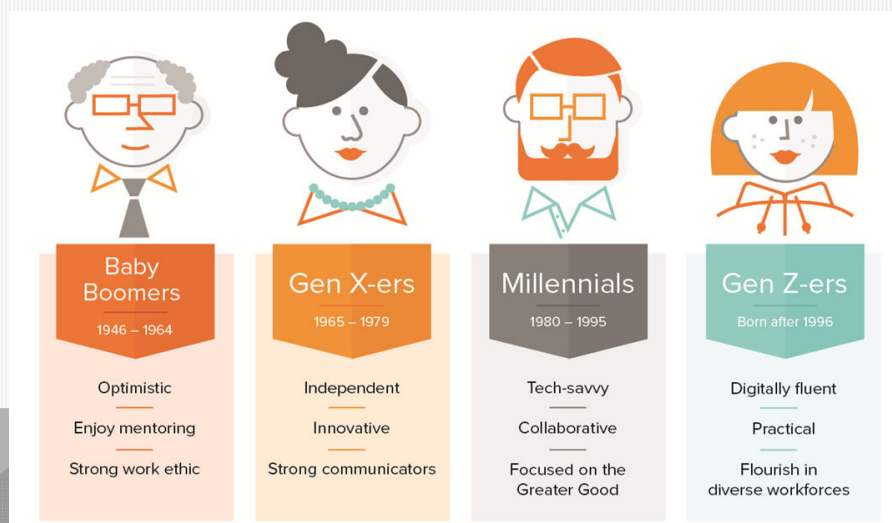 Baby
Boomers
1946 – 1964
Optimistic
Enjoy mentoring
Strong work ethic
Gen X-ers
1965 – 1979
Independent
Innovative
Strong communicators
Millennials
1980 – 1995
Tech-savvy
Collaborative
Focused on the
Greater Good
Gen Z-ers
Born after 1996
Digitally fluent
Practical
Flourish in
diverse workforces